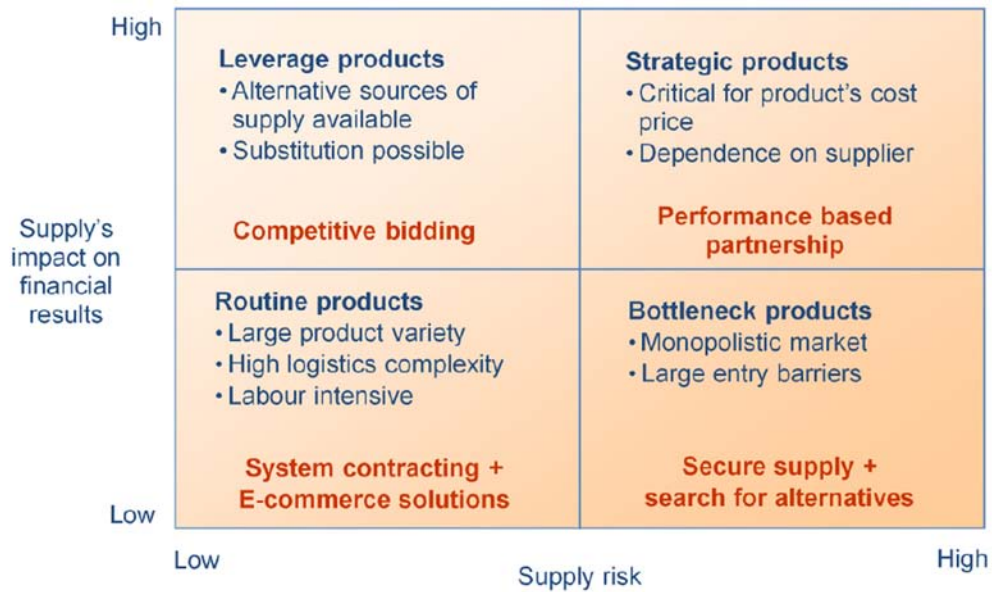 High
Leverage products
• Alternative sources of
supply available
• Substitution possible
Competitive bidding
Strategic products
• Critical for product's cost
price
• Dependence on supplier
Performance based
partnership
Supply's
impact on
financial
results
Routine products
• Large product variety
• High logistics complexity
• Labour intensive
System contracting +
E-commerce solutions
Bottleneck products
• Monopolistic market
• Large entry barriers
Secure supply +
search for alternatives
Low
Low
Supply risk
High